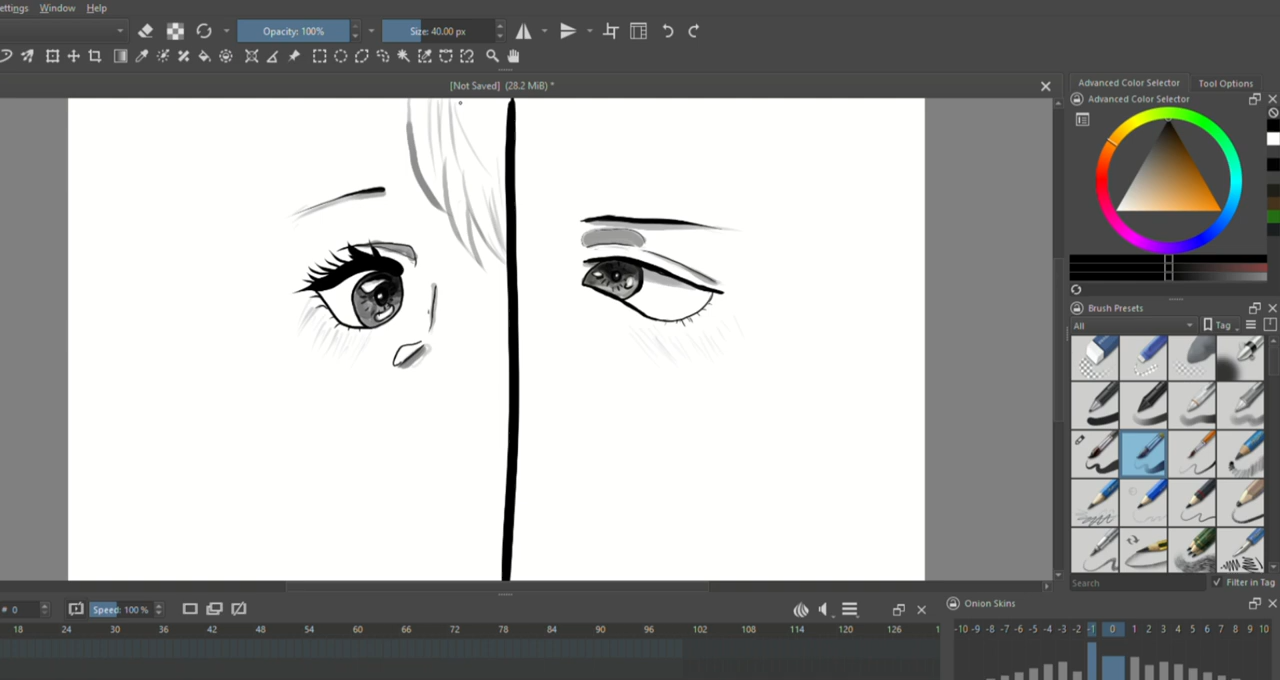 ettings Window Help
Opacity: 100% Size: 40.00 px
[Not Saved] (28.2 MiB) *
Advanced Color Selector Tool Options
Advanced Color Selector
Brush Presets
All Tag
Search Filter in Tag
# 0 Speed: 100 % Onion Skins
18 24 30 36 42 48 54 60 66 72 78 84 90 96 102 108 114 120 126 1
-10 -9 -8 -7 -6 -5 -4 -3 -2 -1 0 1 2 3 4 5 6 7 8 9 10